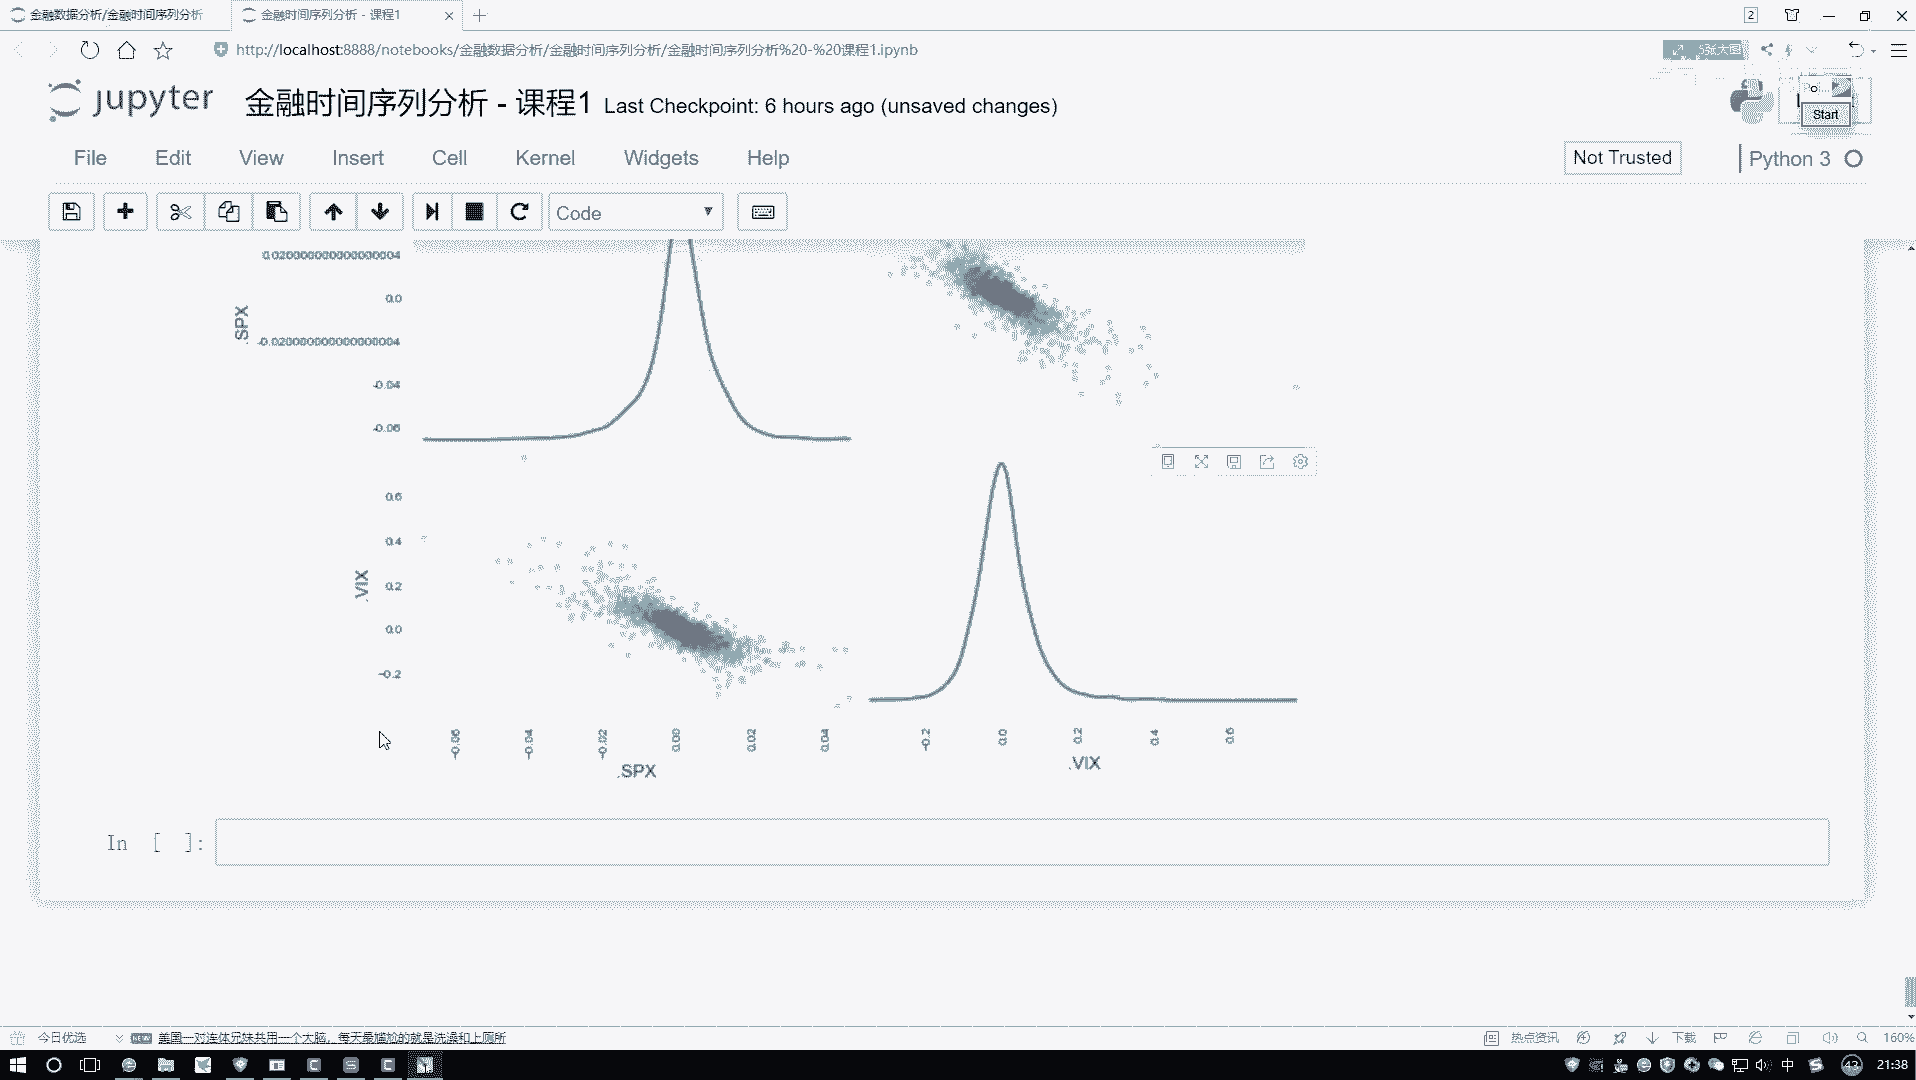 金融数据分析/金融时间序列分析
金融时间序列分析 - 课程1
2
http://localhost:8888/notebooks/金融数据分析/金融时间序列分析/金融时间序列分析%20-%20课程1.ipynb
5张大图
jupyter
金融时间序列分析 - 课程1
Last Checkpoint: 6 hours ago (unsaved changes)
Po...
Start
File
Edit
View
Insert
Cell
Kernel
Widgets
Help
Not Trusted
Python 3
Code
0.020000000000000004
0.0
-0.020000000000000004
-0.04
-0.06
.SPX
0.6
0.4
0.2
0.0
-0.2
.VIX
-0.06
-0.04
-0.02
0.00
0.02
0.04
.SPX
-0.2
0.0
0.2
0.4
0.6
.VIX
In [ ]:
今日优选
NEW
美国一对连体兄妹共用一个大脑，每天最尴尬的就是洗澡和上厕所
热点资讯
下载
160%
中
43
21:38